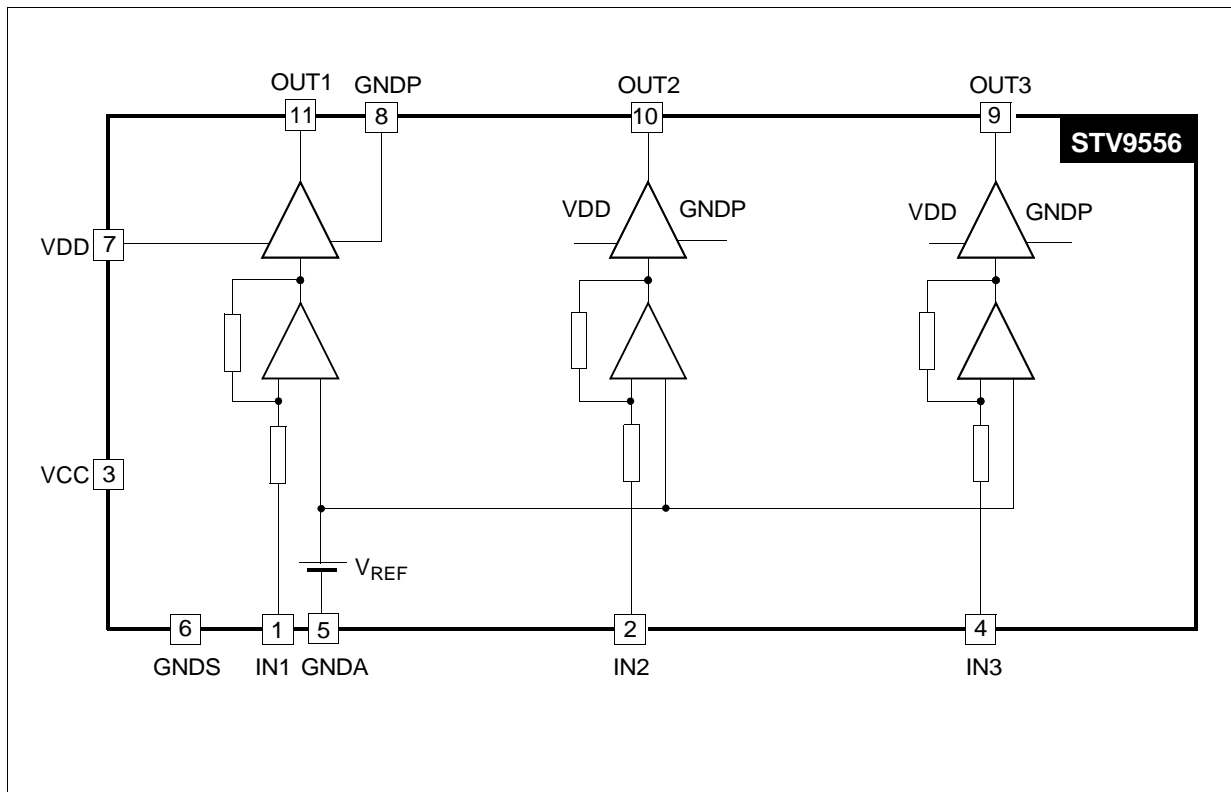 OUT1 GNDP OUT2 OUT3
11 8 10 9
STV9556
VDD GNDP VDD GNDP
VDD 7
VCC 3
VREF
6 1 5 2 4
GNDS IN1 GNDA IN2 IN3